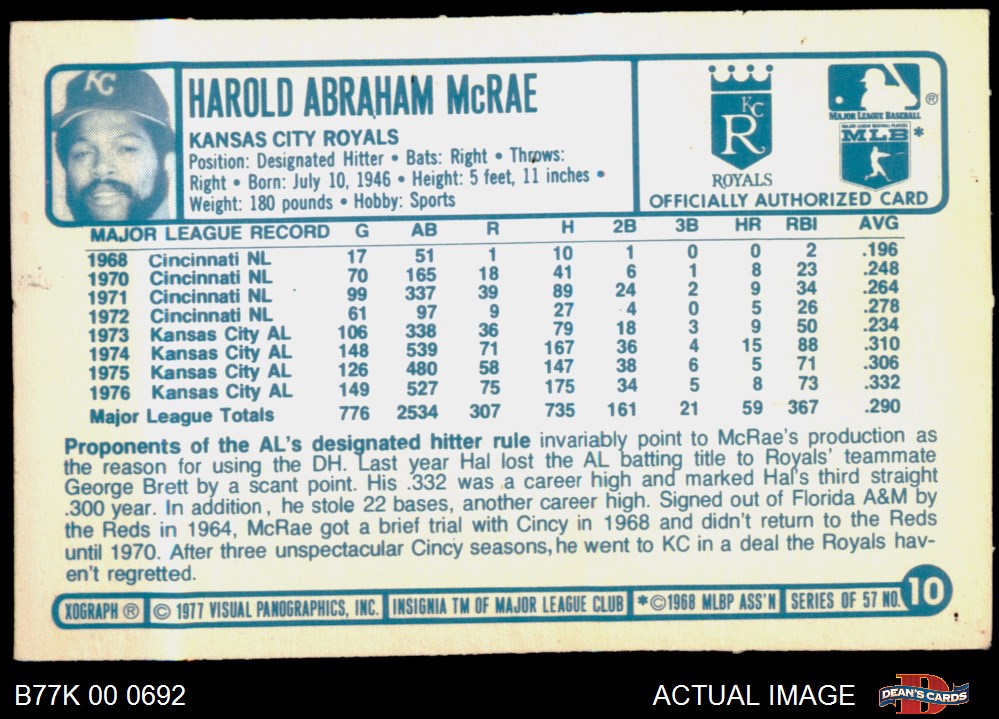 KC
HAROLD ABRAHAM McRAE
KANSAS CITY ROYALS
Position: Designated Hitter • Bats: Right • Throws:
Right • Born: July 10, 1946 • Height: 5 feet, 11 inches •
Weight: 180 pounds • Hobby: Sports
KC
R
ROYALS
®
MAJOR LEAGUE BASEBALL
MAJOR LEAGUE BASEBALL PLAYERS
MLB *
OFFICIALLY AUTHORIZED CARD
MAJOR LEAGUE RECORD G AB R H 2B 3B HR RBI AVG
1968 Cincinnati NL 17 51 1 10 1 0 0 2 .196
1970 Cincinnati NL 70 165 18 41 6 1 8 23 .248
1971 Cincinnati NL 99 337 39 89 24 2 9 34 .264
1972 Cincinnati NL 61 97 9 27 4 0 5 26 .278
1973 Kansas City AL 106 338 36 79 18 3 9 50 .234
1974 Kansas City AL 148 539 71 167 36 4 15 88 .310
1975 Kansas City AL 126 480 58 147 38 6 5 71 .306
1976 Kansas City AL 149 527 75 175 34 5 8 73 .332
Major League Totals 776 2534 307 735 161 21 59 367 .290
Proponents of the AL's designated hitter rule invariably point to McRae's production as
the reason for using the DH. Last year Hal lost the AL batting title to Royals' teammate
George Brett by a scant point. His .332 was a career high and marked Hal's third straight
.300 year. In addition, he stole 22 bases, another career high. Signed out of Florida A&M by
the Reds in 1964, McRae got a brief trial with Cincy in 1968 and didn't return to the Reds
until 1970. After three unspectacular Cincy seasons, he went to KC in a deal the Royals hav-
en't regretted.
XOGRAPH ® © 1977 VISUAL PANOGRAPHICS, INC. INSIGNIA TM OF MAJOR LEAGUE CLUB *©1968 MLBP ASS'N SERIES OF 57 NO. 10
B77K 00 0692
ACTUAL IMAGE
D
DEAN'S CARDS